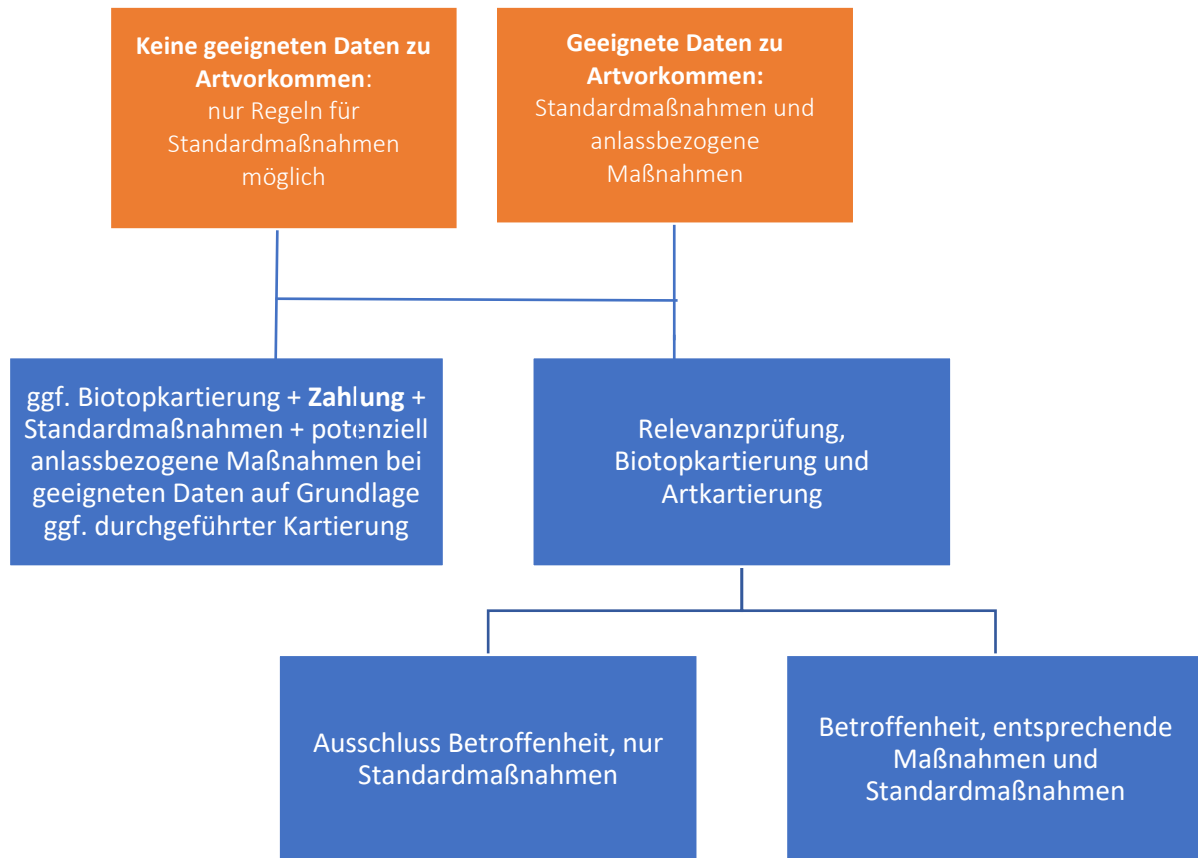 Keine geeigneten Daten zu
Artvorkommen:
nur Regeln für
Standardmaßnahmen
möglich
Geeignete Daten zu
Artvorkommen:
Standardmaßnahmen und
anlassbezogene
Maßnahmen
ggf. Biotopkartierung + Zahlung +
Standardmaßnahmen + potenziell
anlassbezogene Maßnahmen bei
geeigneten Daten auf Grundlage
ggf. durchgeführter Kartierung
Relevanzprüfung,
Biotopkartierung und
Artkartierung
Ausschluss Betroffenheit, nur
Standardmaßnahmen
Betroffenheit, entsprechende
Maßnahmen und
Standardmaßnahmen